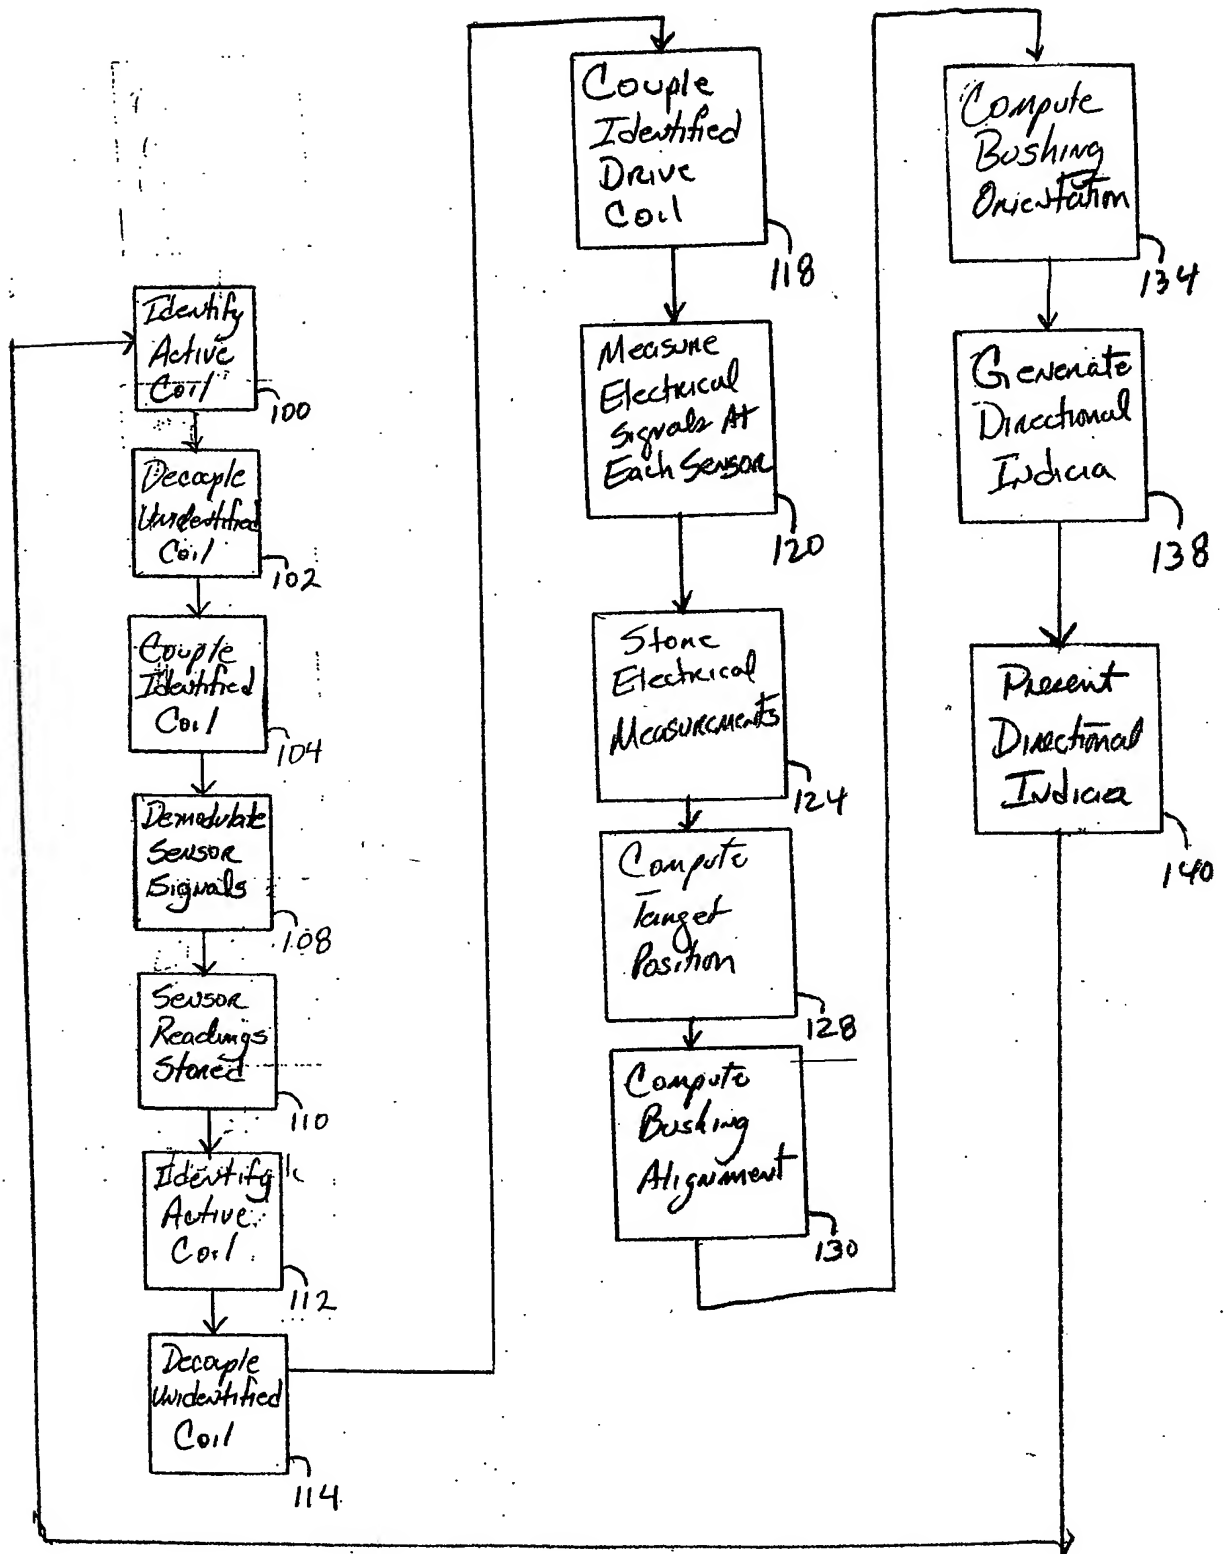 Identify
Active
Coil
100
Decouple
Unidentified
Coil
102
Couple
Identified
Coil
104
Demodulate
Sensor
Signals
108
Sensor
Readings
Stored
110
Identify
Active
Coil
112
Decouple
Unidentified
Coil
114
Couple
Identified
Drive
Coil
118
Measure
Electrical
Signals At
Each Sensor
120
Store
Electrical
Measurements
124
Compute
Target
Position
128
Compute
Bushing
Alignment
130
Compute
Bushing
Orientation
134
Generate
Directional
Indicia
138
Present
Directional
Indicia
140